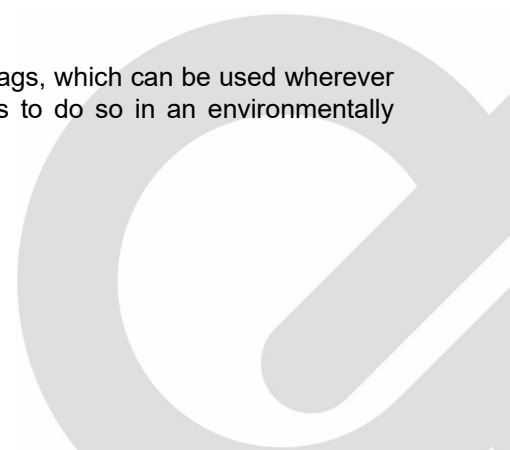 ags, which can be used wherever
s to do so in an environmentally